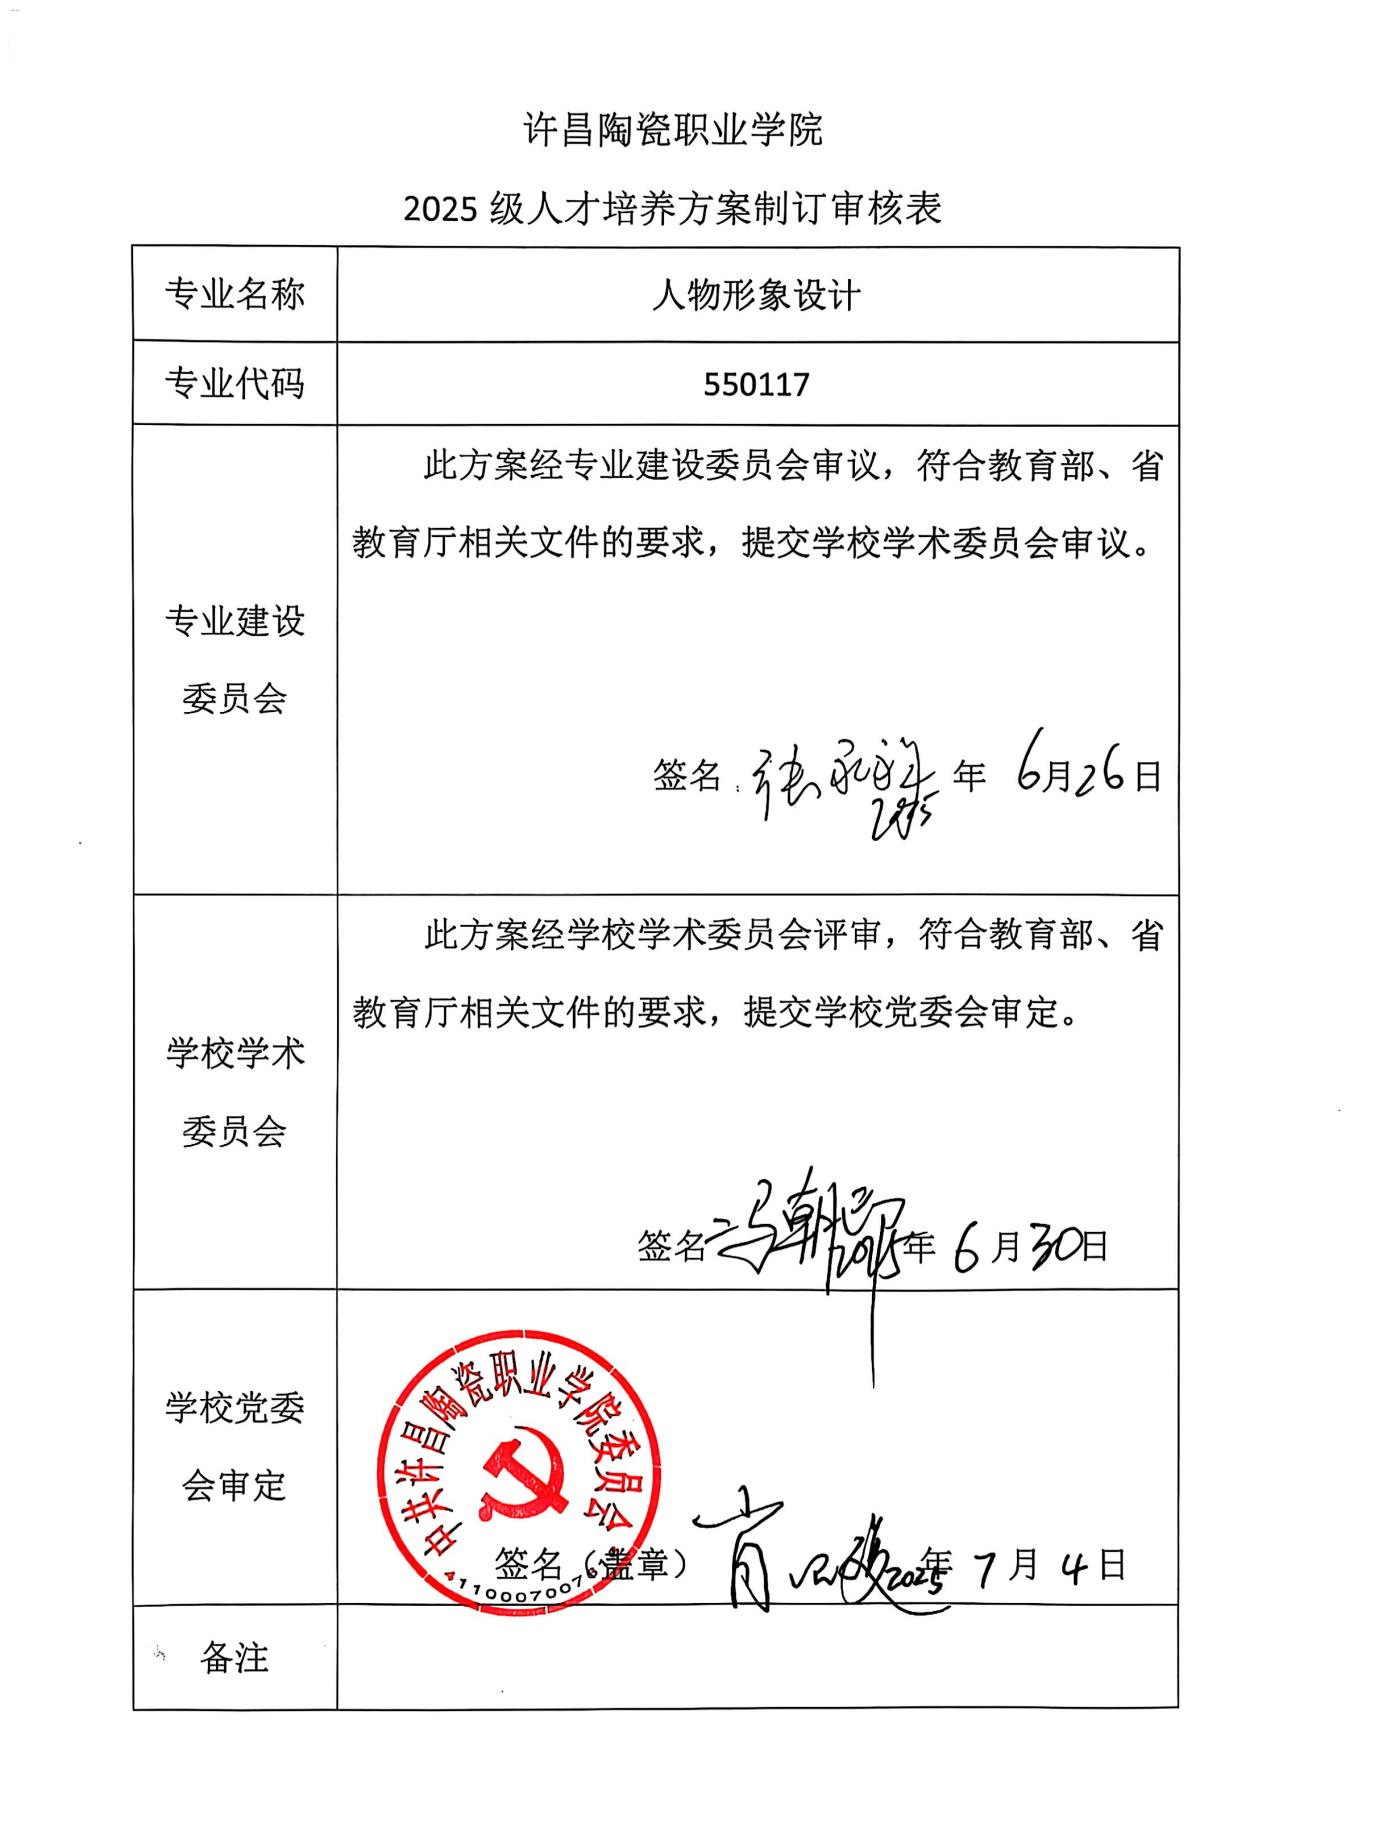 许昌陶瓷职业学院
2025 级人才培养方案制订审核表
专业名称
人物形象设计
专业代码
550117
专业建设
委员会
此方案经专业建设委员会审议，符合教育部、省
教育厅相关文件的要求，提交学校学术委员会审议。
签名： 张 2025 年 6月26日
学校学术
委员会
此方案经学校学术委员会评审，符合教育部、省
教育厅相关文件的要求，提交学校党委会审定。
签名 冯朝 2025年 6月30日
学校党委
会审定
中共许昌陶瓷职业学院委员会
签名（盖章） 肖 2025年 7月4日
备注